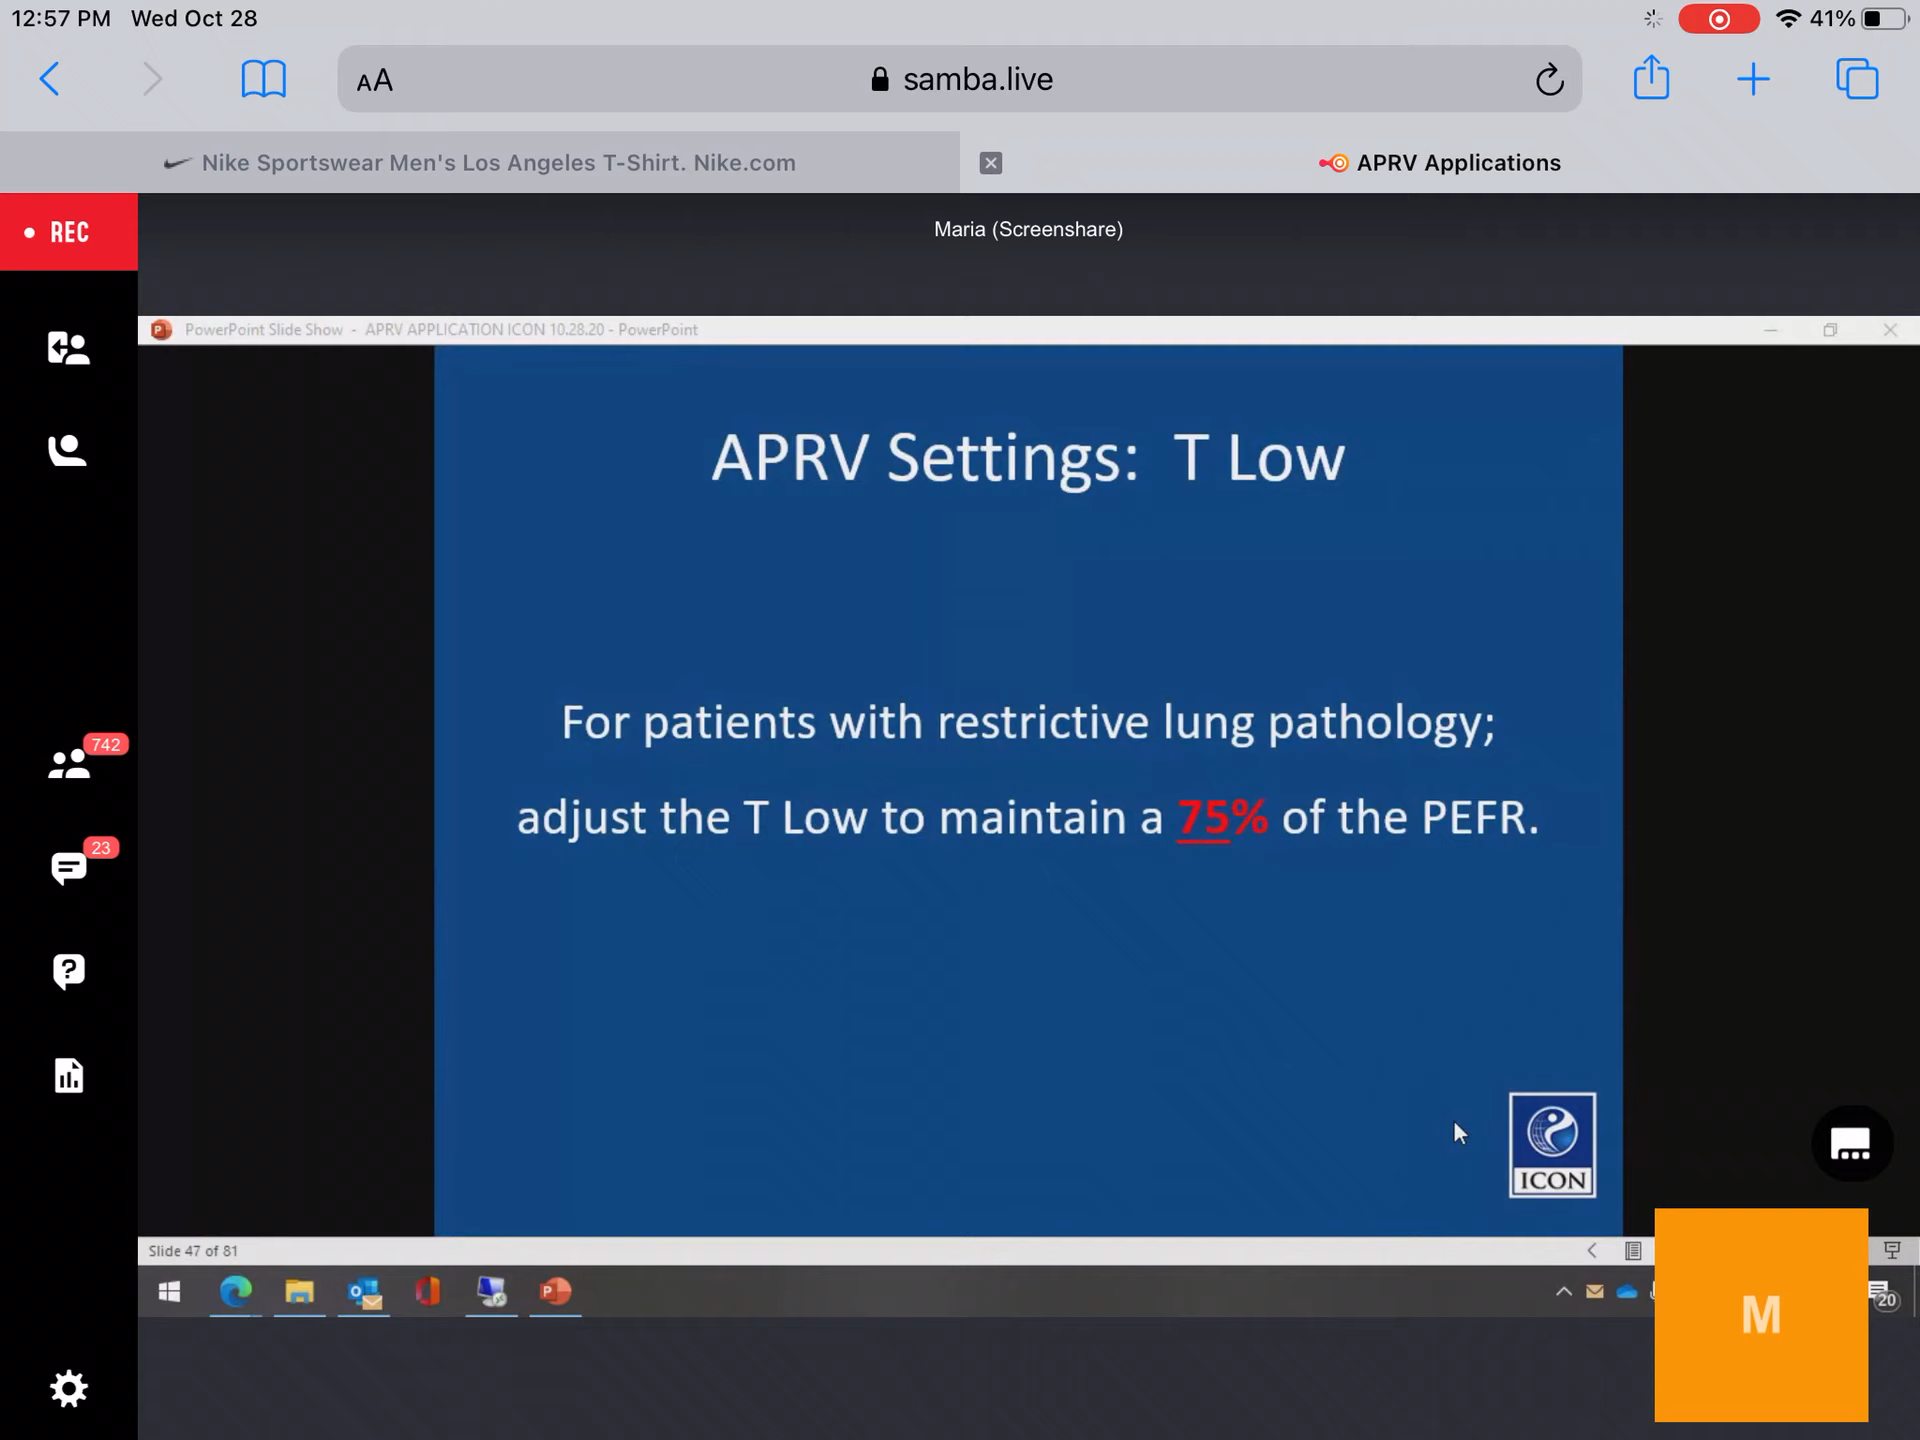 12:57 PM Wed Oct 28
41%
AA
samba.live
Nike Sportswear Men's Los Angeles T-Shirt. Nike.com
APRV Applications
REC
Maria (Screenshare)
PowerPoint Slide Show - APRV APPLICATION ICON 10.28.20 - PowerPoint
APRV Settings: T Low
For patients with restrictive lung pathology;
adjust the T Low to maintain a 75% of the PEFR.
742
23
ICON
Slide 47 of 81
20
M